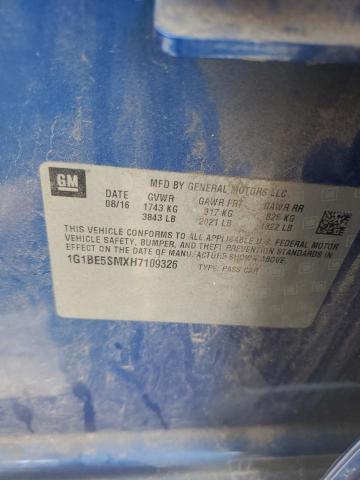 GM
MFD BY GENERAL MOTORS LLC
DATE GVWR GAWR FRT GAWR RR
08/16 1743 KG 917 KG 826 KG
3843 LB 2021 LB 1822 LB
THIS VEHICLE CONFORMS TO ALL APPLICABLE U.S. FEDERAL MOTOR
VEHICLE SAFETY, BUMPER, AND THEFT PREVENTION STANDARDS IN
EFFECT ON THE DATE OF MANUFACTURE SHOWN ABOVE.
1G1BE5SMXH7109326 TYPE: PASS CAR